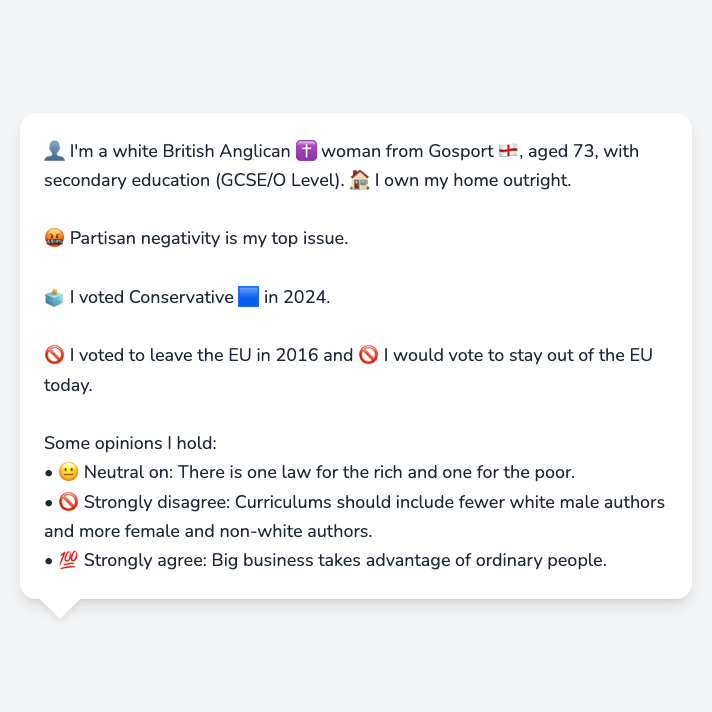 👤 I'm a white British Anglican ✝️ woman from Gosport 🏴󠁧󠁢󠁥󠁮󠁧󠁿, aged 73, with
secondary education (GCSE/O Level). 🏠 I own my home outright.
🤬 Partisan negativity is my top issue.
🗳️ I voted Conservative 🟦 in 2024.
🚫 I voted to leave the EU in 2016 and 🚫 I would vote to stay out of the EU
today.
Some opinions I hold:
• 😐 Neutral on: There is one law for the rich and one for the poor.
• 🚫 Strongly disagree: Curriculums should include fewer white male authors
and more female and non-white authors.
• 💯 Strongly agree: Big business takes advantage of ordinary people.